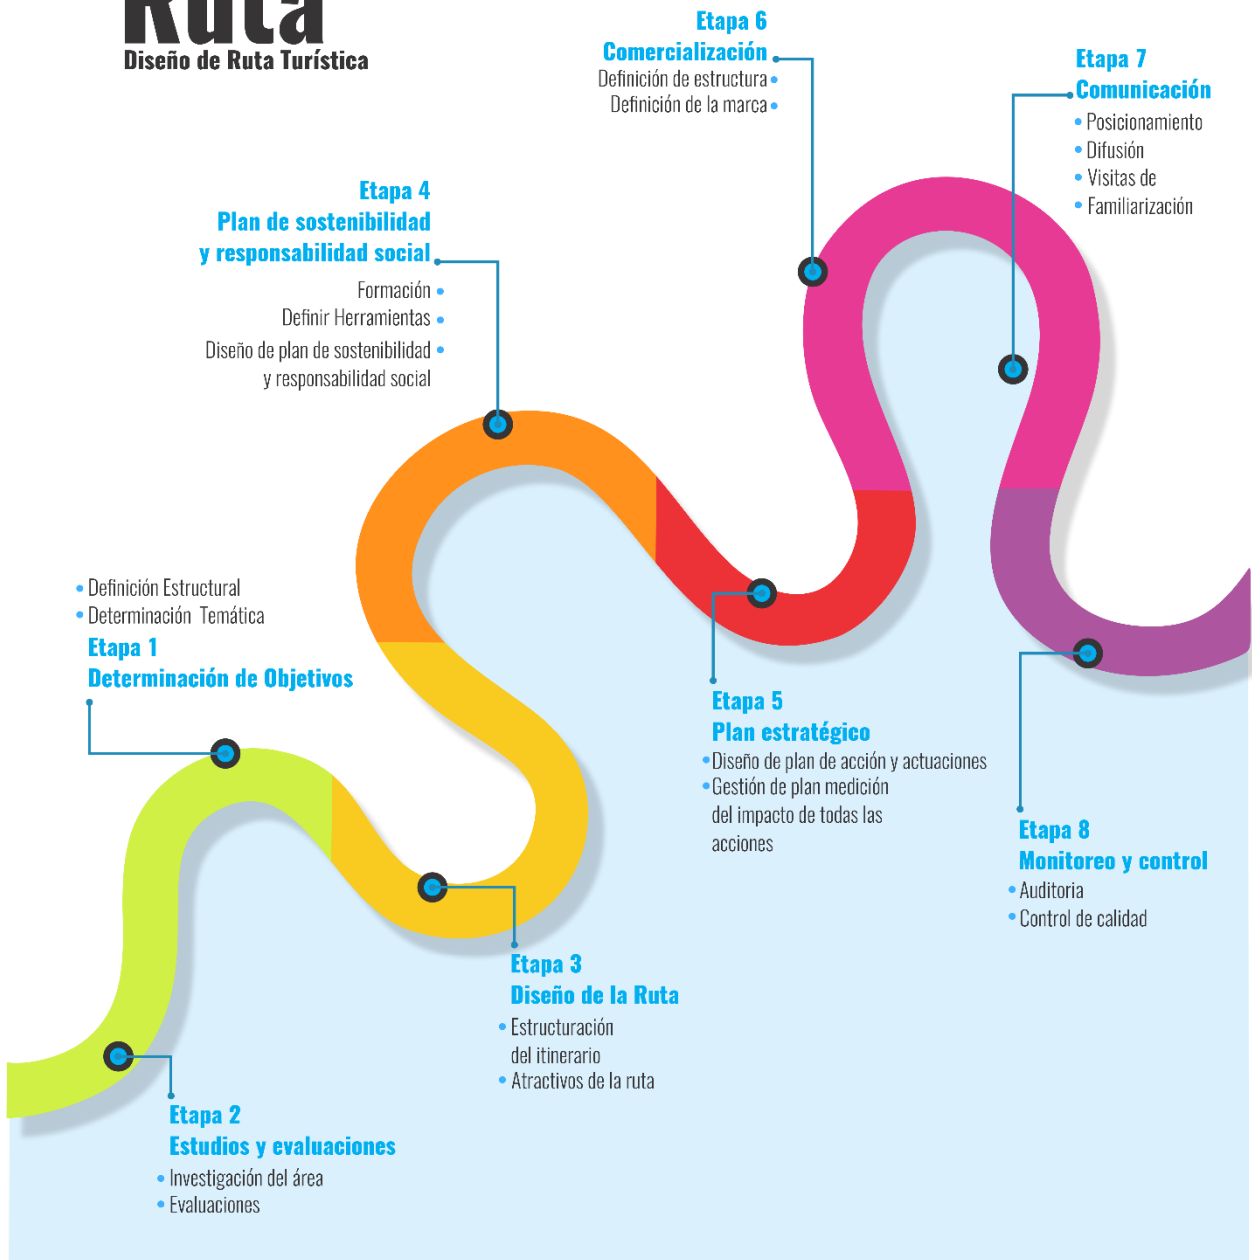 Ruta
Diseño de Ruta Turística
Etapa 6
Comercialización
Definición de estructura
Definición de la marca
Etapa 7
Comunicación
Posicionamiento
Difusión
Visitas de
Familiarización
Etapa 4
Plan de sostenibilidad
y responsabilidad social
Formación
Definir Herramientas
Diseño de plan de sostenibilidad
y responsabilidad social
Definición Estructural
Determinación Temática
Etapa 1
Determinación de Objetivos
Etapa 5
Plan estratégico
Diseño de plan de acción y actuaciones
Gestión de plan medición
del impacto de todas las
acciones
Etapa 8
Monitoreo y control
Auditoria
Control de calidad
Etapa 3
Diseño de la Ruta
Estructuración
del itinerario
Atractivos de la ruta
Etapa 2
Estudios y evaluaciones
Investigación del área
Evaluaciones